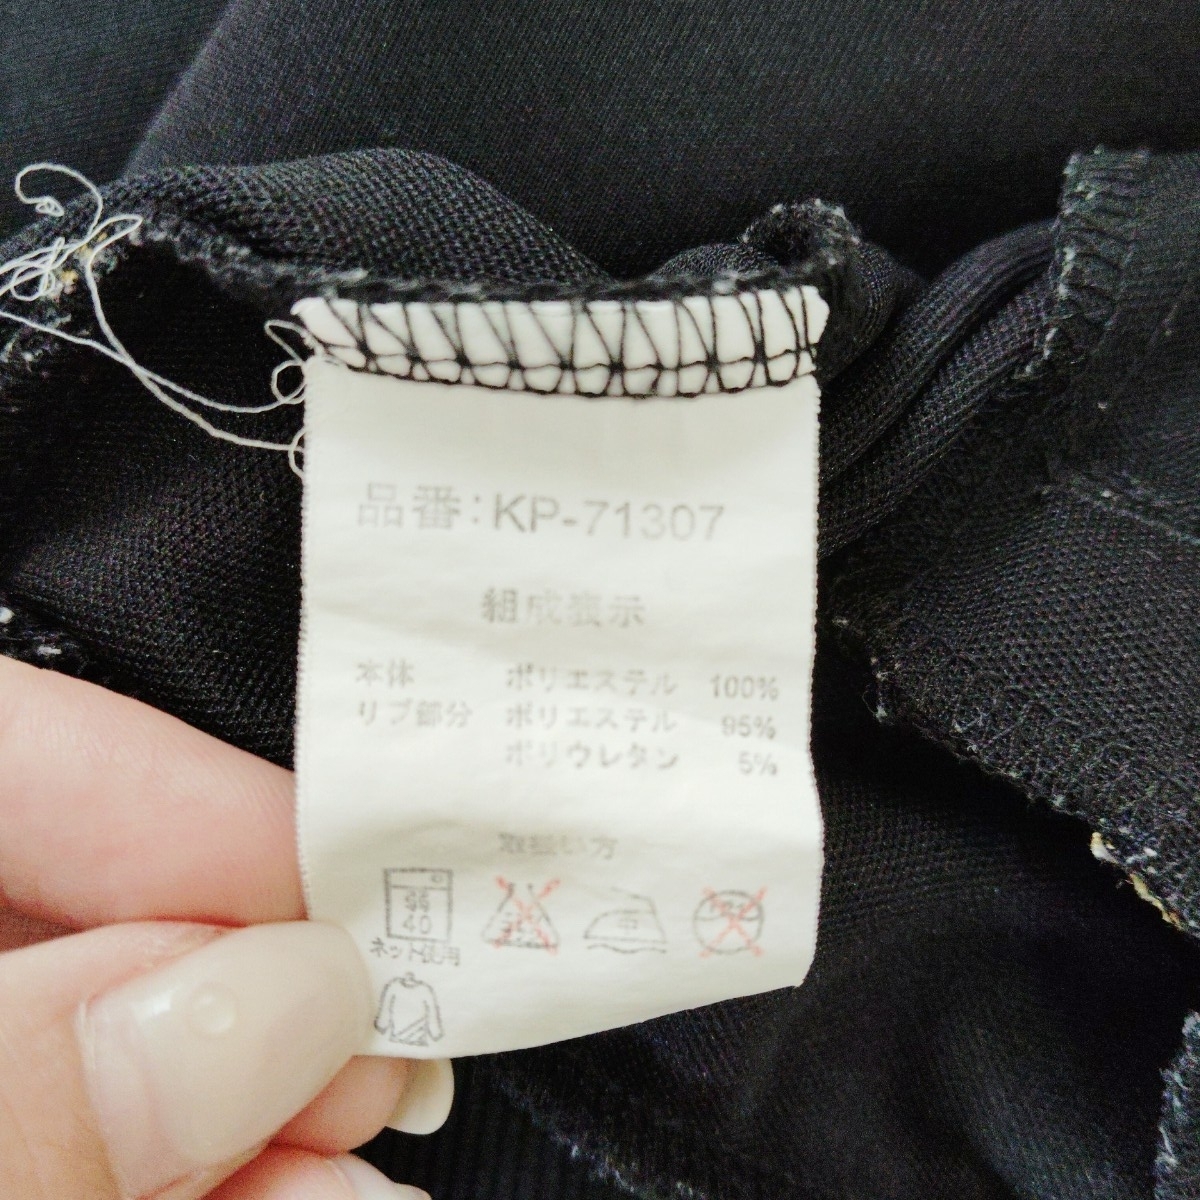 品番:KP-71307
組成表示
本体 ポリエステル 100%
リブ部分 ポリエステル 95%
ポリウレタン 5%
取扱い方
40
ネット使用